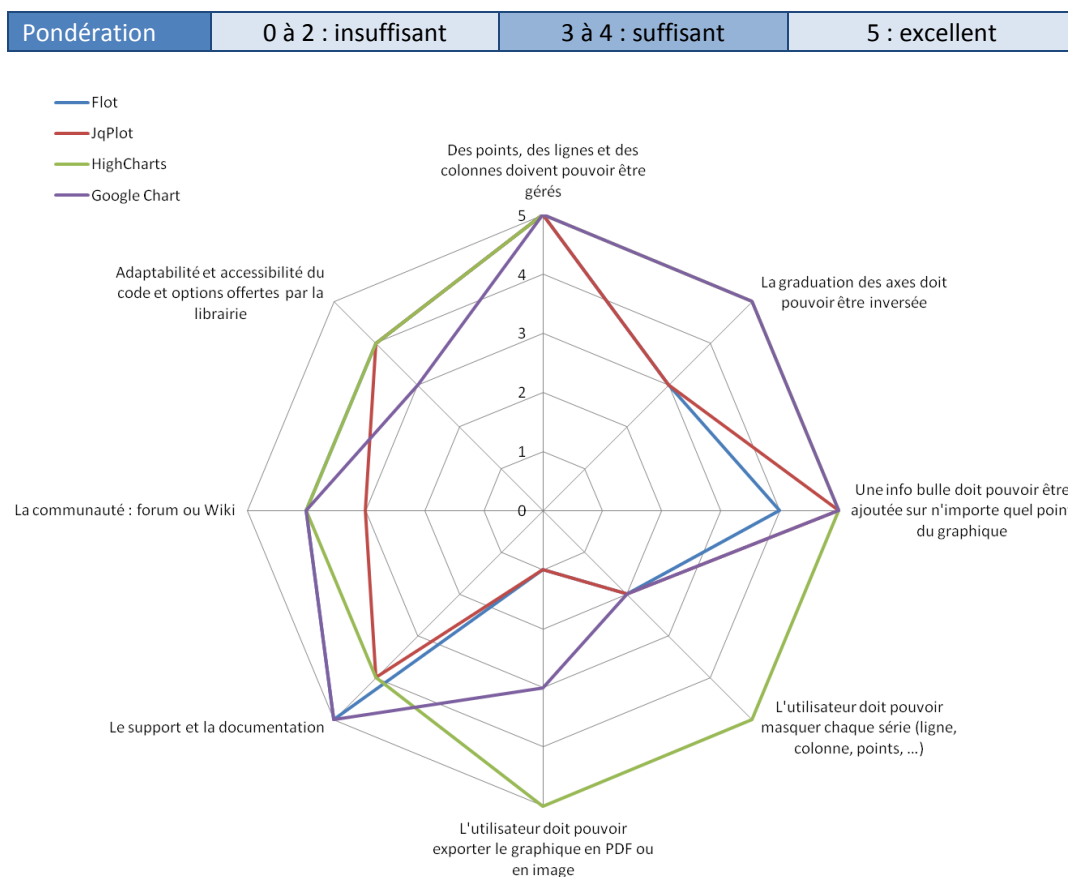 Pondération 0 à 2 : insuffisant 3 à 4 : suffisant 5 : excellent
Flot
JqPlot
HighCharts
Google Chart
Des points, des lignes et des
colonnes doivent pouvoir être
gérés
La graduation des axes doit
pouvoir être inversée
Une info bulle doit pouvoir être
ajoutée sur n'importe quel point
du graphique
L'utilisateur doit pouvoir
masquer chaque série (ligne,
colonne, points, ...)
L'utilisateur doit pouvoir
exporter le graphique en PDF ou
en image
Le support et la documentation
La communauté : forum ou Wiki
Adaptabilité et accessibilité du
code et options offertes par la
librairie
5
4
3
2
1
0